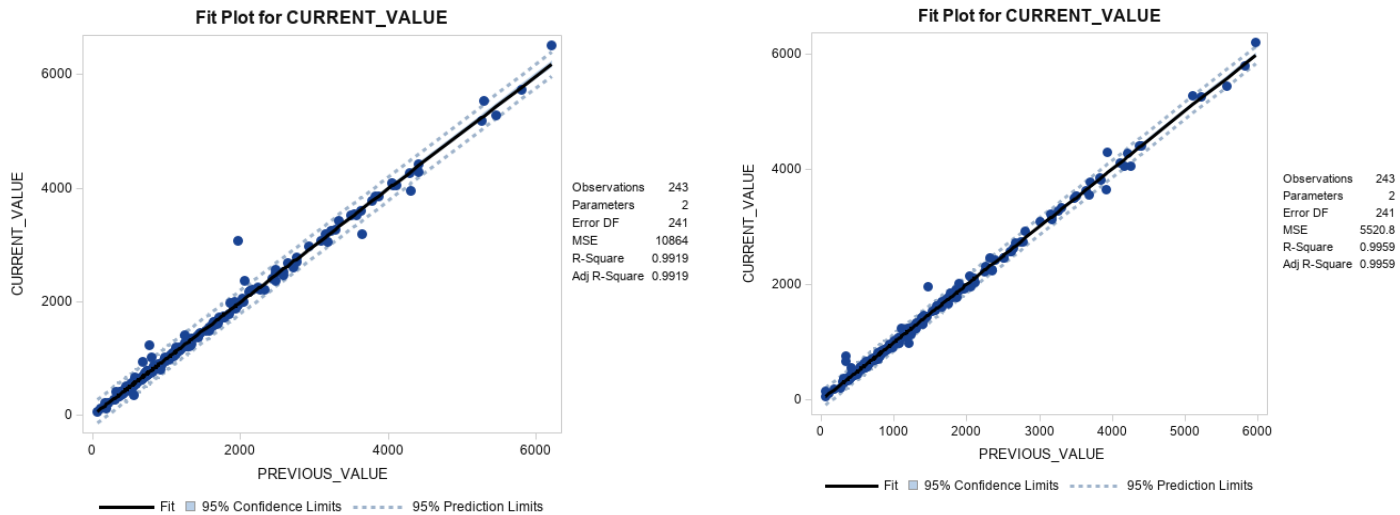 Fit Plot for CURRENT_VALUE
CURRENT_VALUE
6000
4000
2000
0
0 2000 4000 6000
PREVIOUS_VALUE
Fit 95% Confidence Limits 95% Prediction Limits
Observations 243
Parameters 2
Error DF 241
MSE 10864
R-Square 0.9919
Adj R-Square 0.9919
Fit Plot for CURRENT_VALUE
CURRENT_VALUE
6000
4000
2000
0
0 1000 2000 3000 4000 5000 6000
PREVIOUS_VALUE
Fit 95% Confidence Limits 95% Prediction Limits
Observations 243
Parameters 2
Error DF 241
MSE 5520.8
R-Square 0.9959
Adj R-Square 0.9959